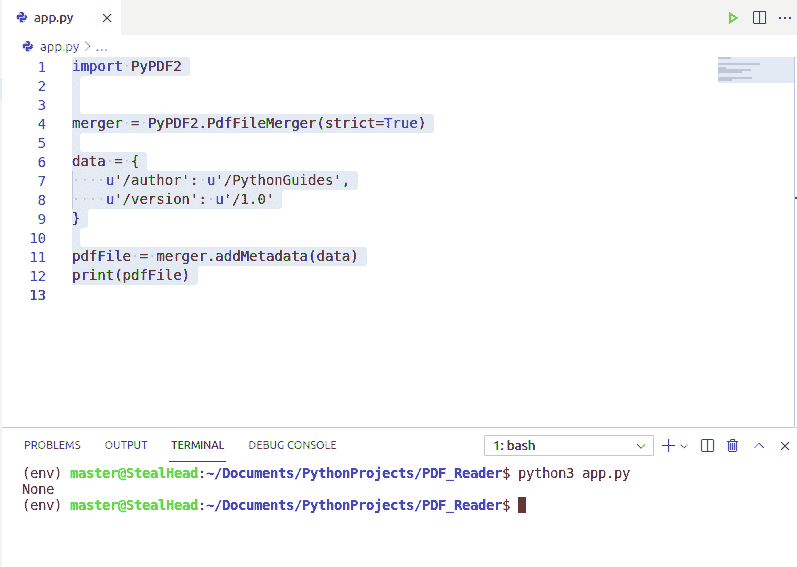 app.py
app.py > ...
1 import PyPDF2
2
3
4 merger = PyPDF2.PdfFileMerger(strict=True)
5
6 data = {
7     u'/author': u'/PythonGuides',
8     u'/version': u'/1.0'
9 }
10
11 pdfFile = merger.addMetadata(data)
12 print(pdfFile)
13
PROBLEMS OUTPUT TERMINAL DEBUG CONSOLE 1: bash
(env) master@StealHead:~/Documents/PythonProjects/PDF_Reader$ python3 app.py
None
(env) master@StealHead:~/Documents/PythonProjects/PDF_Reader$